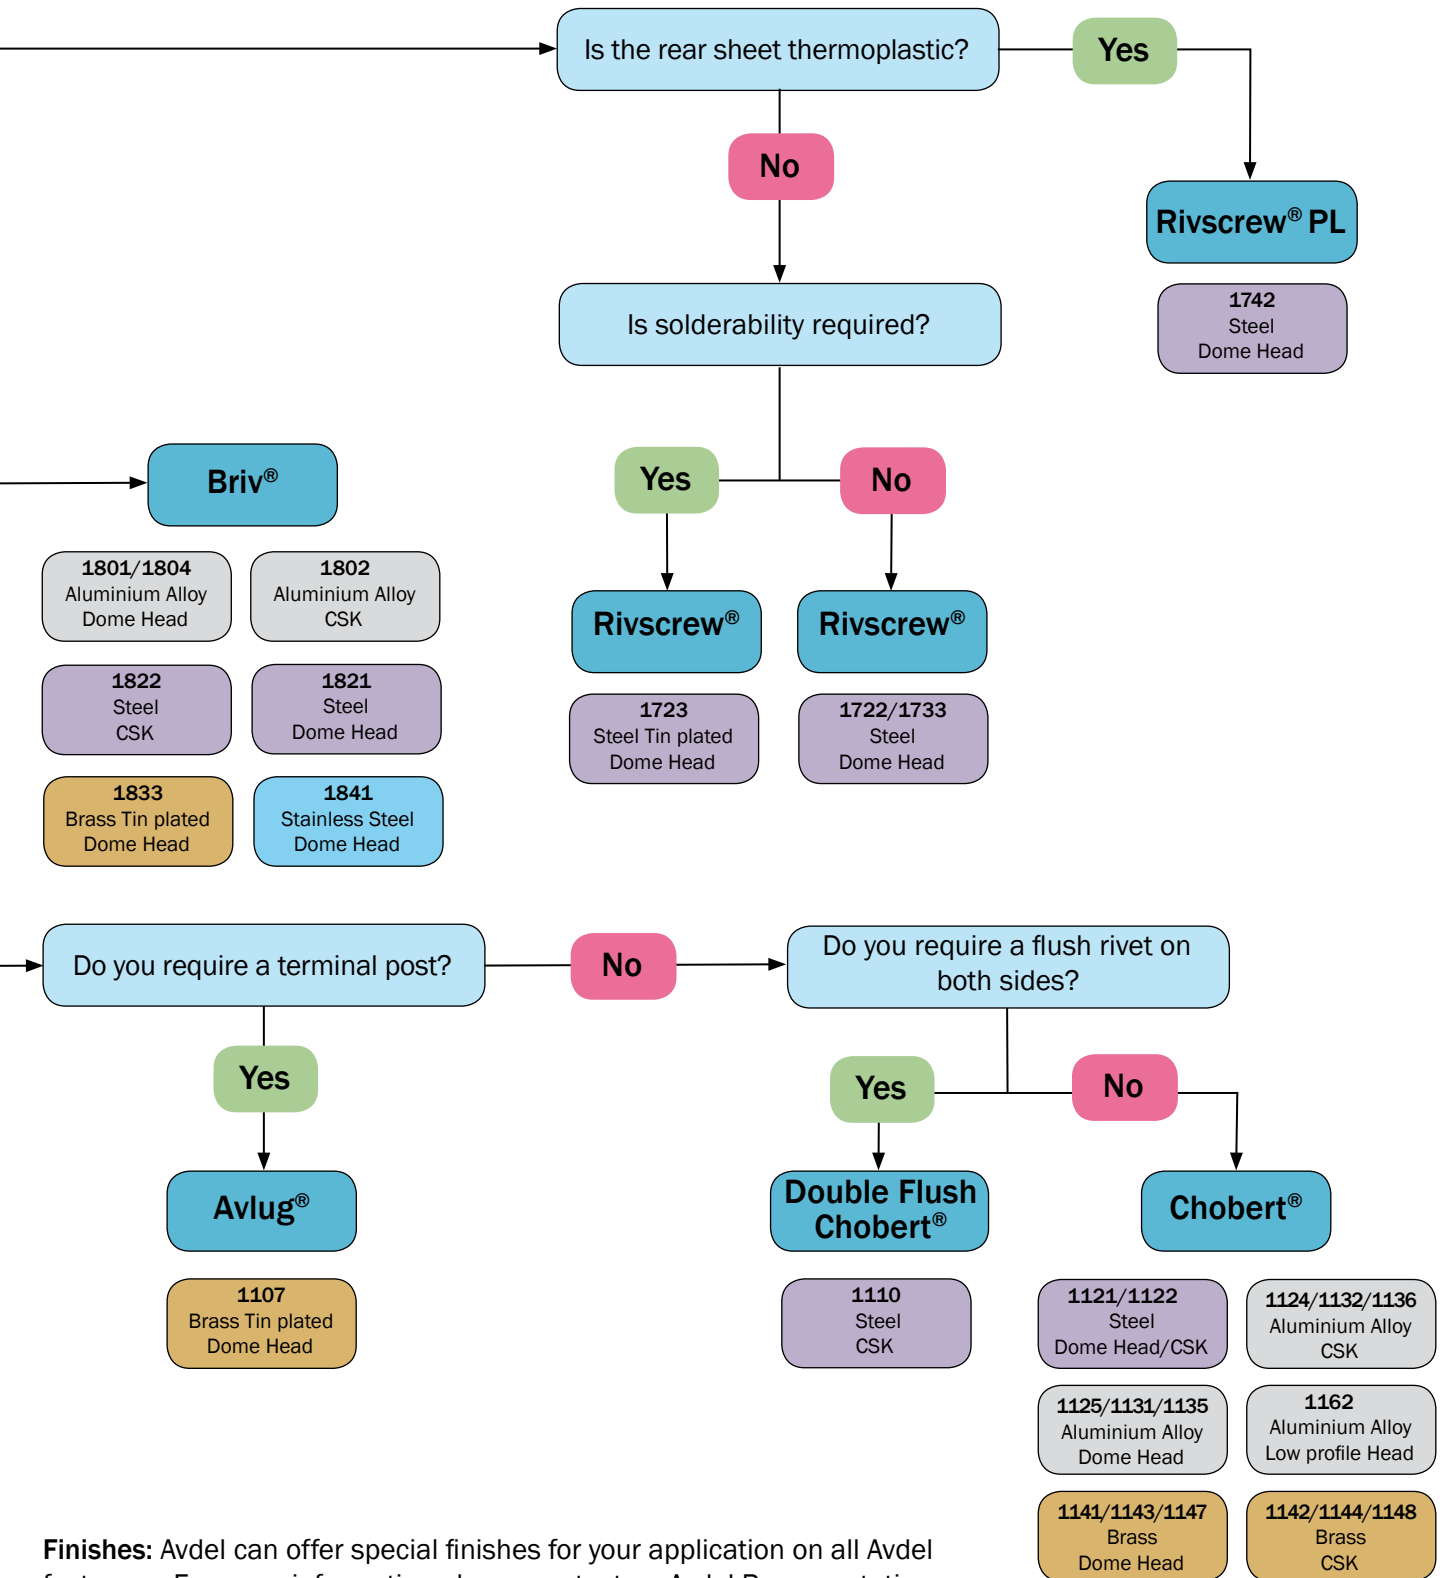 Is the rear sheet thermoplastic?
Yes
No
Rivscrew® PL
1742
Steel
Dome Head
Is solderability required?
Yes
No
Briv®
1801/1804
Aluminium Alloy
Dome Head
1802
Aluminium Alloy
CSK
1822
Steel
CSK
1821
Steel
Dome Head
1833
Brass Tin plated
Dome Head
1841
Stainless Steel
Dome Head
Rivscrew®
1723
Steel Tin plated
Dome Head
Rivscrew®
1722/1733
Steel
Dome Head
Do you require a terminal post?
No
Do you require a flush rivet on
both sides?
Yes
Yes
No
Avlug®
1107
Brass Tin plated
Dome Head
Double Flush
Chobert®
1110
Steel
CSK
Chobert®
1121/1122
Steel
Dome Head/CSK
1124/1132/1136
Aluminium Alloy
CSK
1125/1131/1135
Aluminium Alloy
Dome Head
1162
Aluminium Alloy
Low profile Head
1141/1143/1147
Brass
Dome Head
1142/1144/1148
Brass
CSK
Finishes: Avdel can offer special finishes for your application on all Avdel